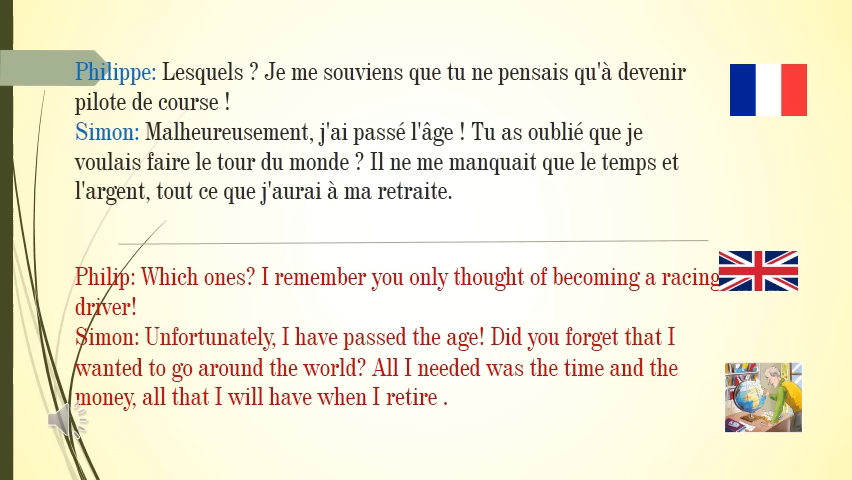 Philippe: Lesquels ? Je me souviens que tu ne pensais qu'à devenir
pilote de course !
Simon: Malheureusement, j'ai passé l'âge ! Tu as oublié que je
voulais faire le tour du monde ? Il ne me manquait que le temps et
l'argent, tout ce que j'aurai à ma retraite.
Philip: Which ones? I remember you only thought of becoming a racing
driver!
Simon: Unfortunately, I have passed the age! Did you forget that I
wanted to go around the world? All I needed was the time and the
money, all that I will have when I retire .